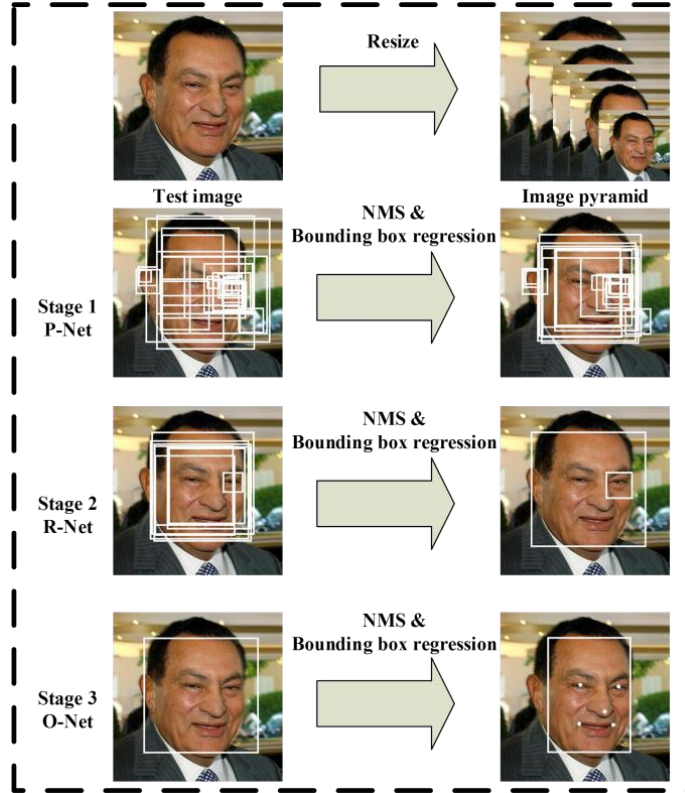 Resize
Test image
Image pyramid
NMS &
Bounding box regression
Stage 1
P-Net
NMS &
Bounding box regression
Stage 2
R-Net
NMS &
Bounding box regression
Stage 3
O-Net